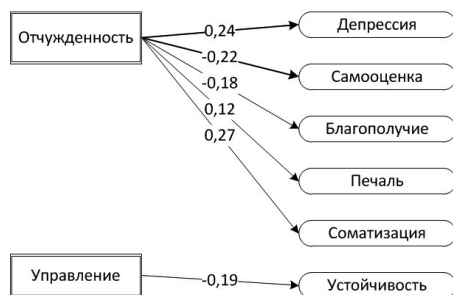 Отчужденность
0,24
Депрессия
-0,22
Самооценка
-0,18
Благополучие
0,12
Печаль
0,27
Соматизация
Управление
-0,19
Устойчивость